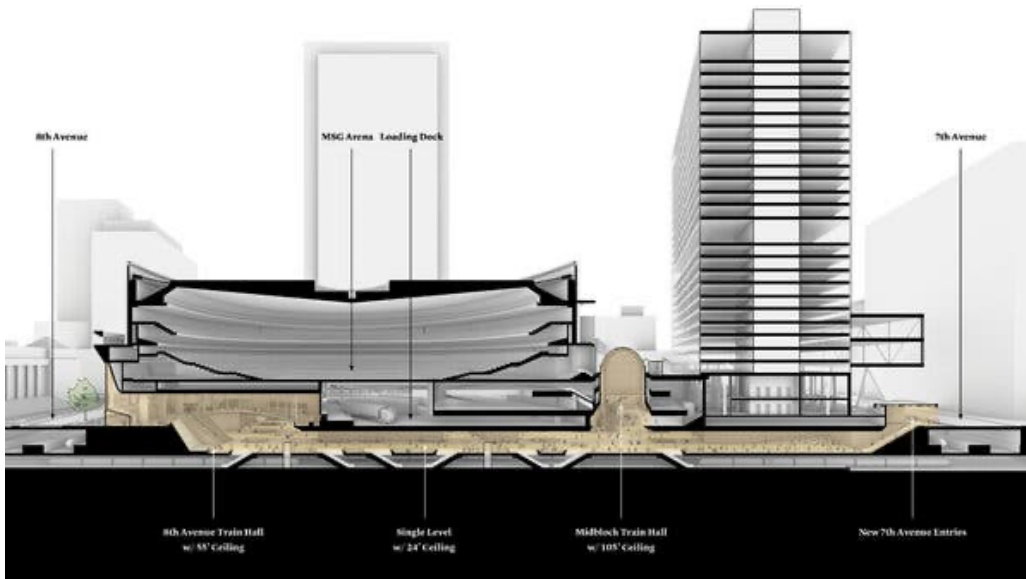 8th Avenue
MSG Arena
Loading Dock
7th Avenue
8th Avenue Train Hall
w/ 55' Ceiling
Single Level
w/ 24' Ceiling
Midbloch Train Hall
w/ 105' Ceiling
New 7th Avenue Entries